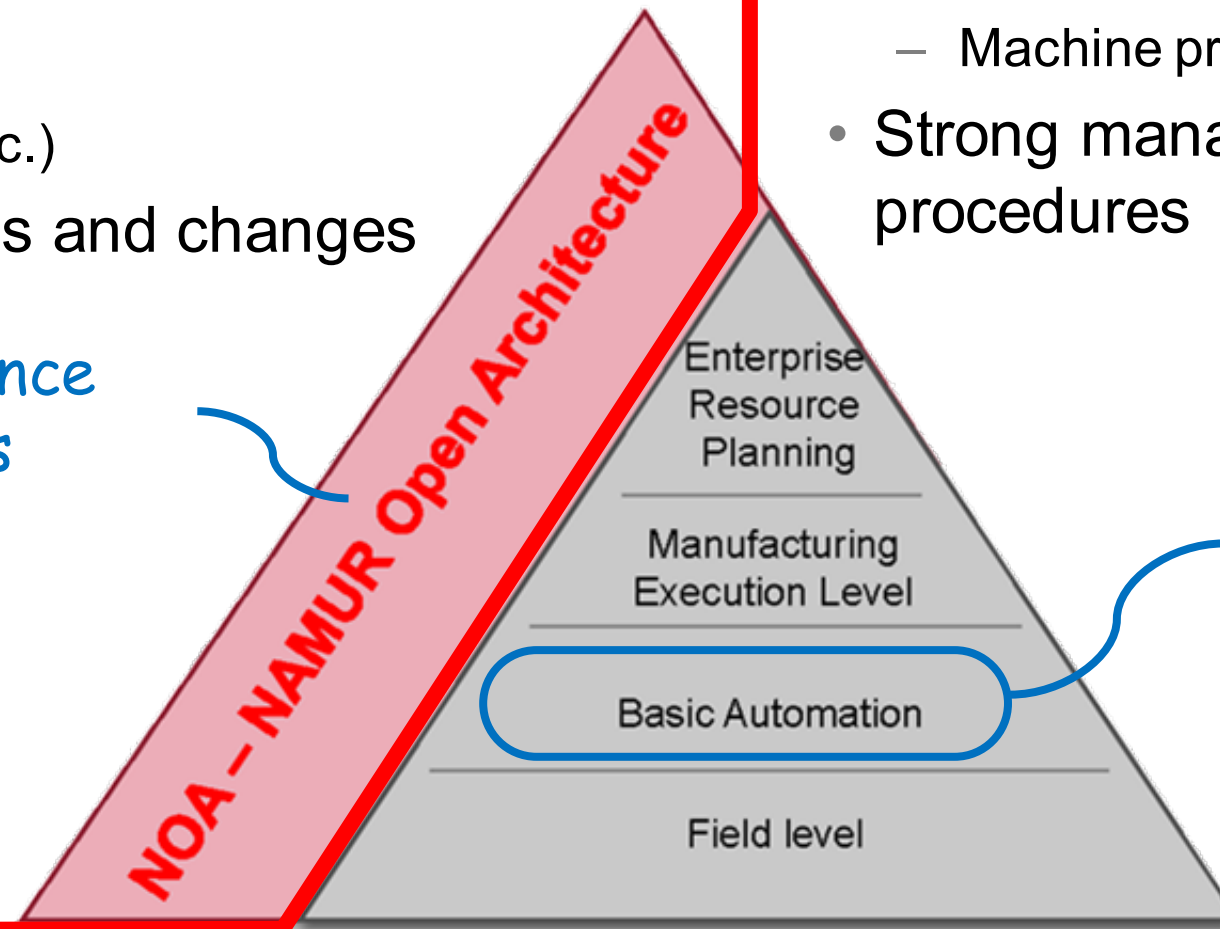 c.)
s and changes
nce
s
NOA – NAMUR Open Architecture
– Machine pr
• Strong mana
procedures
Enterprise
Resource
Planning
Manufacturing
Execution Level
Basic Automation
Field level